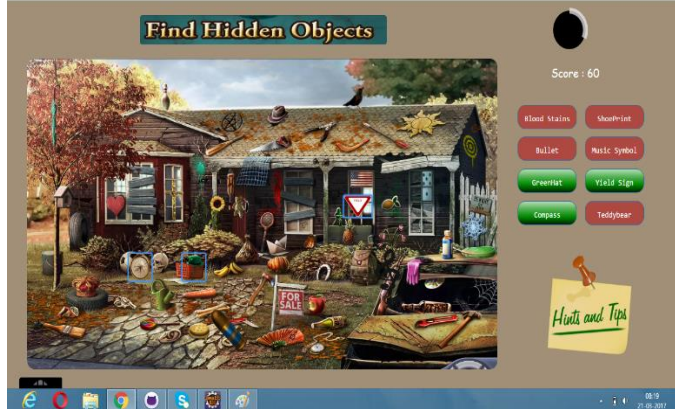 Find Hidden Objects
Score : 60
Blood Stains
ShoePrint
Bullet
Music Symbol
GreenHat
Yield Sign
Compass
Teddybear
YIELD
FOR
SALE
Hints and Tips
08:19
21-03-2017